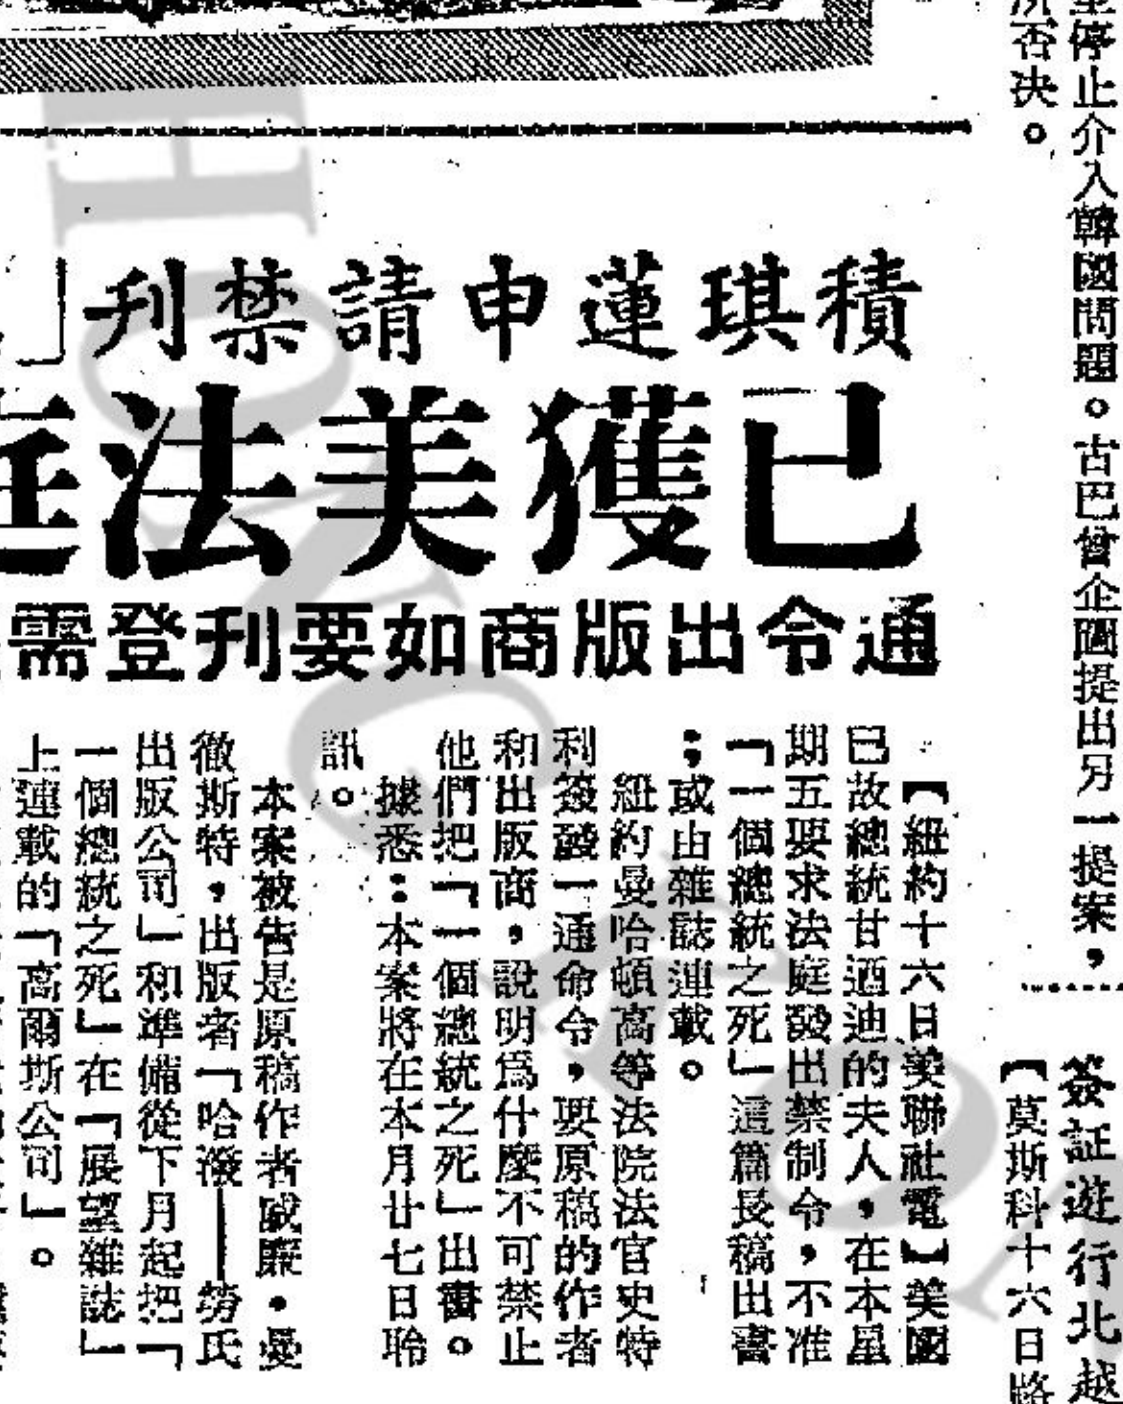 停止介入韓國問題。古巴曾企圖提出另一提案，
所否决。
簽証遊行北越
【莫斯科十六日路
積琪蓮申請禁刊「
已獲美法庭
通令出版商如要刊登需
【紐約十六日美聯社電】美國
已故總統甘迺迪的夫人，在本星
期五要求法庭發出禁制令，不准
「一個總統之死」這篇長稿出書
；或由雜誌連載。
紐約曼哈頓高等法院法官史特
利簽發一通命令，要原稿的作者
和出版商，說明爲什麼不可禁止
他們把「一個總統之死」出書。
據悉：本案將在本月廿七日聆
訊。
本案被告是原稿作者威廉・曼
徹斯特，出版者「哈潑——勞氏
出版公司」和準備從下月起把「
一個總統之死」在「展望雜誌」
上連載的「高爾斯公司」。
HONG KO